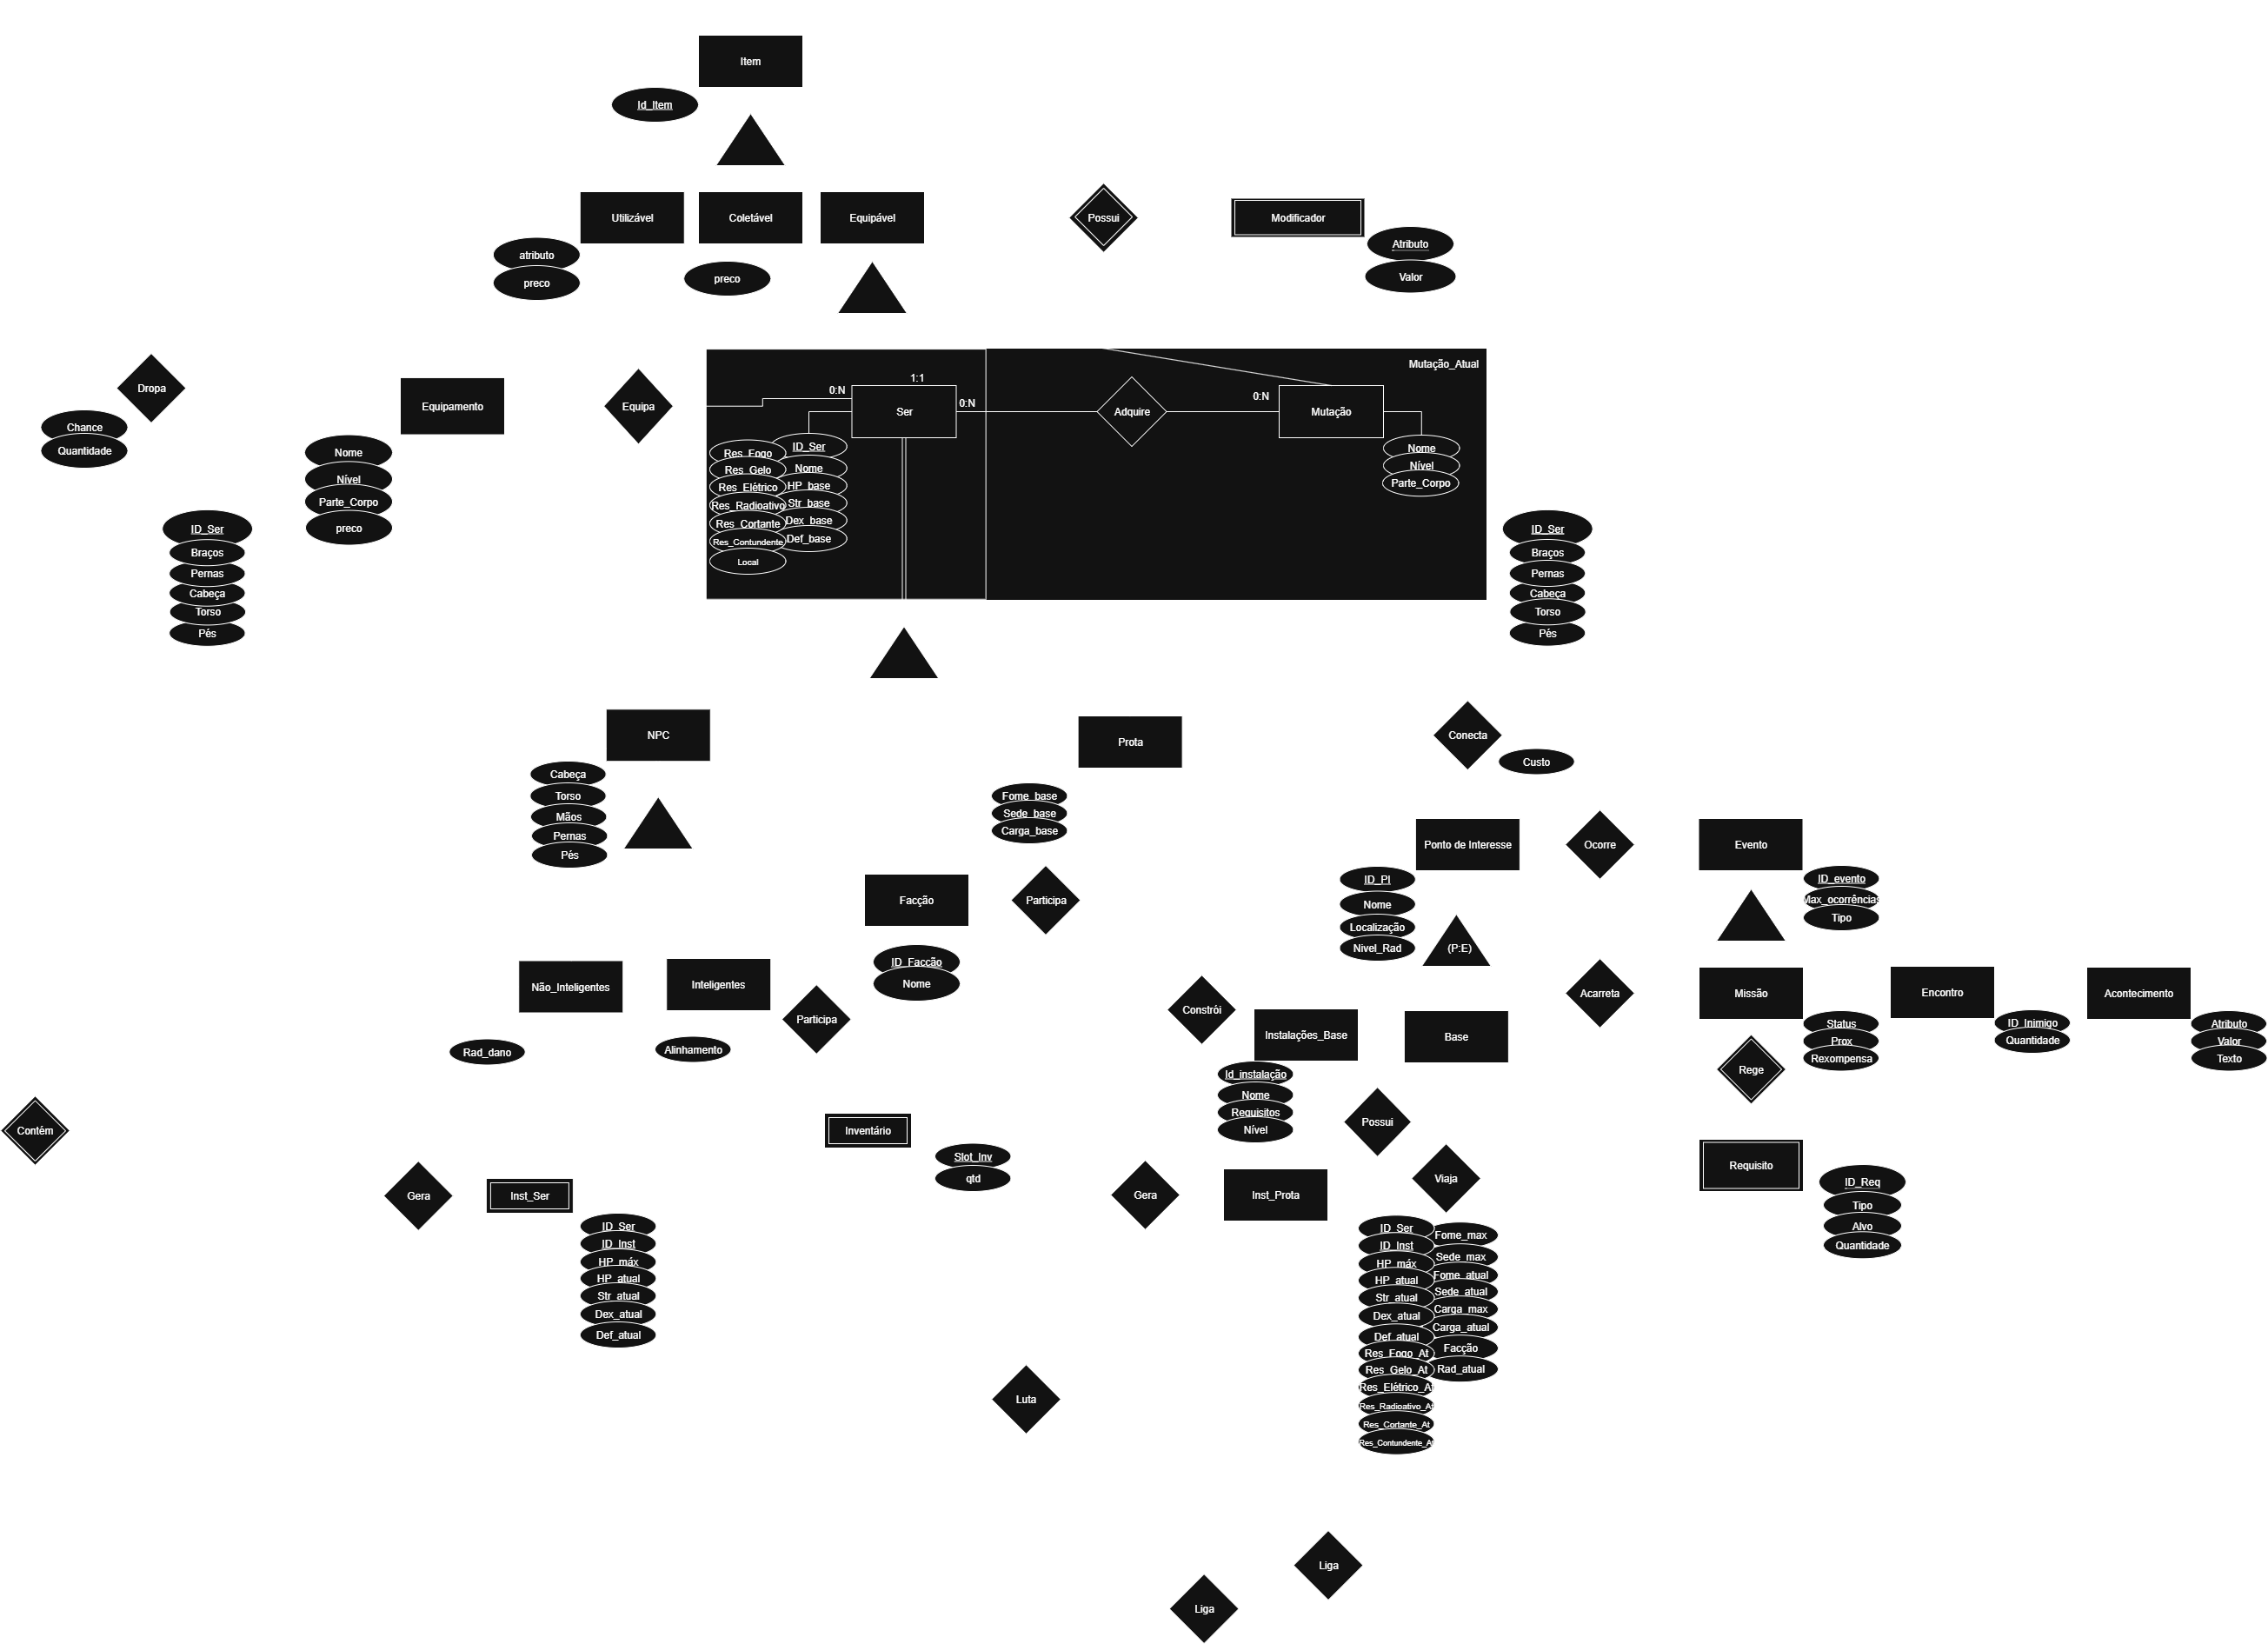 Item
Id_Item
Utilizável
Coletável
Equipável
Possui
Modificador
atributo
preco
preco
Atributo
Valor
Dropa
Chance
Quantidade
Equipamento
Nome
Nível
Parte_Corpo
preco
Equipa
Mutação_Atual
0:N
1:1
Ser
0:N
Adquire
0:N
Mutação
Res_Fogo
Res_Gelo
Res_Elétrico
Res_Radioativo
Res_Cortante
Res_Contundente
Local
ID_Ser
Nome
HP_base
Str_base
Dex_base
Def_base
Nome
Nível
Parte_Corpo
ID_Ser
Braços
Pernas
Cabeça
Torso
Pés
ID_Ser
Braços
Pernas
Cabeça
Torso
Pés
NPC
Cabeça
Torso
Mãos
Pernas
Pés
Prota
Fome_base
Sede_base
Carga_base
Conecta
Custo
Ponto de Interesse
Ocorre
Evento
ID_PI
Nome
Localização
Nivel_Rad
(P:E)
ID_evento
Max_ocorrências
Tipo
Facção
Participa
ID_Facção
Nome
Não_Inteligentes
Inteligentes
Participa
Rad_dano
Alinhamento
Constrói
Instalações_Base
Base
Id_instalação
Nome
Requisitos
Nível
Acarreta
Missão
Encontro
Acontecimento
Status
Prox
Rexompensa
ID_Inimigo
Quantidade
Atributo
Valor
Texto
Rege
Contém
Inventário
Slot_Inv
qtd
Possui
Viaja
Requisito
ID_Req
Tipo
Alvo
Quantidade
Gera
Inst_Ser
ID_Ser
ID_Inst
HP_máx
HP_atual
Str_atual
Dex_atual
Def_atual
Gera
Inst_Prota
ID_Ser
ID_Inst
HP_máx
HP_atual
Str_atual
Dex_atual
Def_atual
Res_Fogo_At
Res_Gelo_At
Res_Elétrico_At
Res_Radioativo_At
Res_Cortante_At
Res_Contundente_At
Fome_max
Sede_max
Fome_atual
Sede_atual
Carga_max
Carga_atual
Facção
Rad_atual
Luta
Liga
Liga